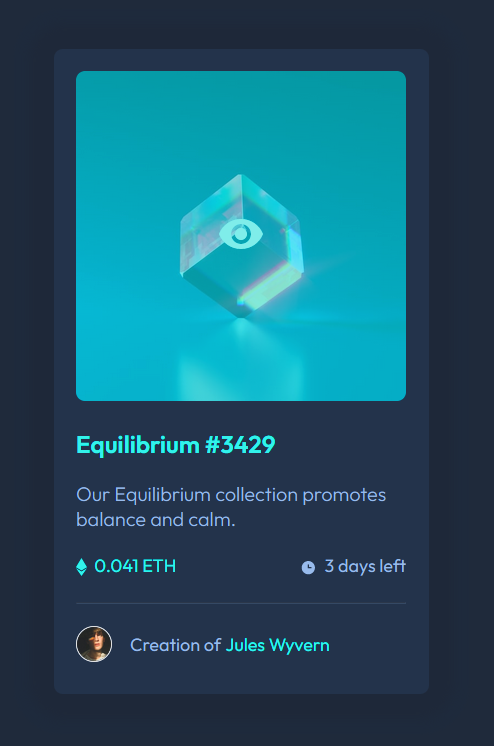 Equilibrium #3429
Our Equilibrium collection promotes
balance and calm.
0.041 ETH
3 days left
Creation of Jules Wyvern